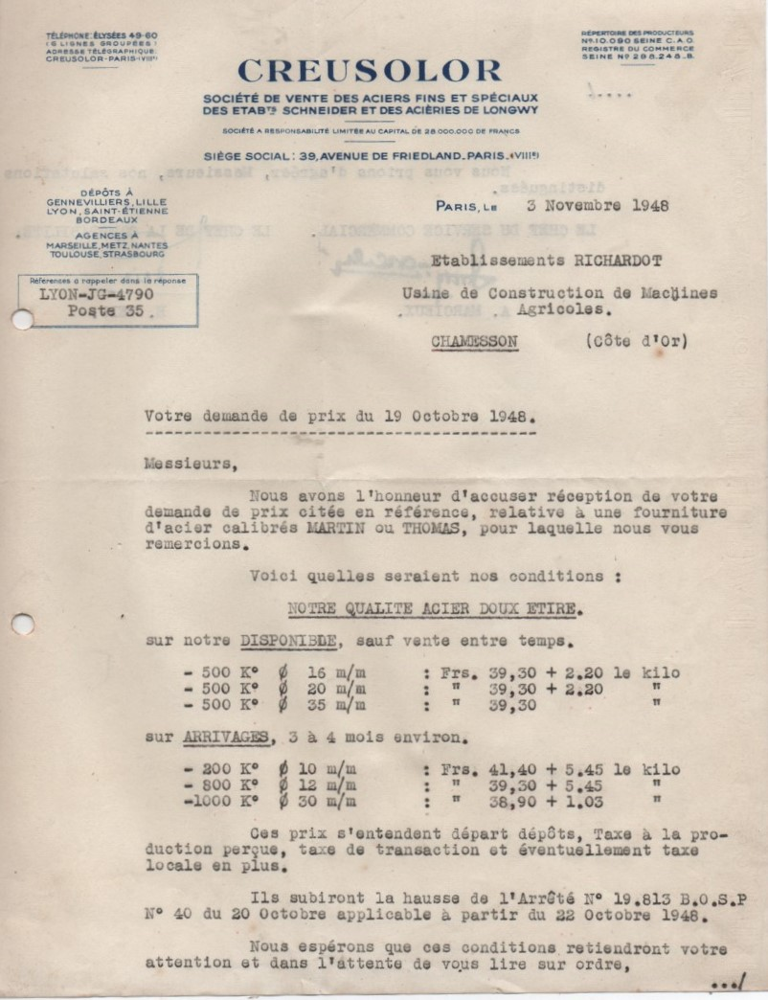 TÉLÉPHONE: ÉLYSÉES 49-60
(6 LIGNES GROUPÉES)
ADRESSE TÉLÉGRAPHIQUE:
CREUSOLOR-PARIS-(VIIIe)
RÉPERTOIRE DES PRODUCTEURS
No 10.090 SEINE C.A.O.
REGISTRE DU COMMERCE
SEINE No 298.248_B.
CREUSOLOR
SOCIÉTÉ DE VENTE DES ACIERS FINS ET SPÉCIAUX
DES ETABts SCHNEIDER ET DES ACIÉRIES DE LONGWY
SOCIÉTÉ A RESPONSABILITÉ LIMITÉE AU CAPITAL DE 28.000.000 DE FRANCS
SIÈGE SOCIAL: 39, AVENUE DE FRIEDLAND_PARIS_(VIIIe)
DÉPÔTS À
GENNEVILLIERS, LILLE
LYON, SAINT-ÉTIENNE
BORDEAUX
AGENCES À
MARSEILLE, METZ, NANTES
TOULOUSE, STRASBOURG
PARIS, LE 3 Novembre 1948
Références a rappeler dans la réponse
LYON-JG-4790
Poste 35.
Etablissements RICHARDOT
Usine de Construction de Machines
Agricoles.
CHAMESSON (Côte d'Or)
Votre demande de prix du 19 Octobre 1948.
Messieurs,
Nous avons l'honneur d'accuser réception de votre
demande de prix citée en référence, relative à une fourniture
d'acier calibrés MARTIN ou THOMAS, pour laquelle nous vous
remercions.
Voici quelles seraient nos conditions :
NOTRE QUALITE ACIER DOUX ETIRE.
sur notre DISPONIBLE, sauf vente entre temps.
- 500 K° Ø 16 m/m : Frs. 39,30 + 2.20 le kilo
- 500 K° Ø 20 m/m : " 39,30 + 2.20 "
- 500 K° Ø 35 m/m : " 39,30 "
sur ARRIVAGES, 3 à 4 mois environ.
- 200 K° Ø 10 m/m : Frs. 41,40 + 5.45 le kilo
- 800 K° Ø 12 m/m : " 39,30 + 5.45 "
-1000 K° Ø 30 m/m : " 38,90 + 1.03 "
Ces prix s'entendent départ dépôts, Taxe à la pro-
duction perçue, taxe de transaction et éventuellement taxe
locale en plus.
Ils subiront la hausse de l'Arrêté N° 19.813 B.O.S.P
N° 40 du 20 Octobre applicable à partir du 22 Octobre 1948.
Nous espérons que ces conditions retiendront votre
attention et dans l'attente de vous lire sur ordre,
.../